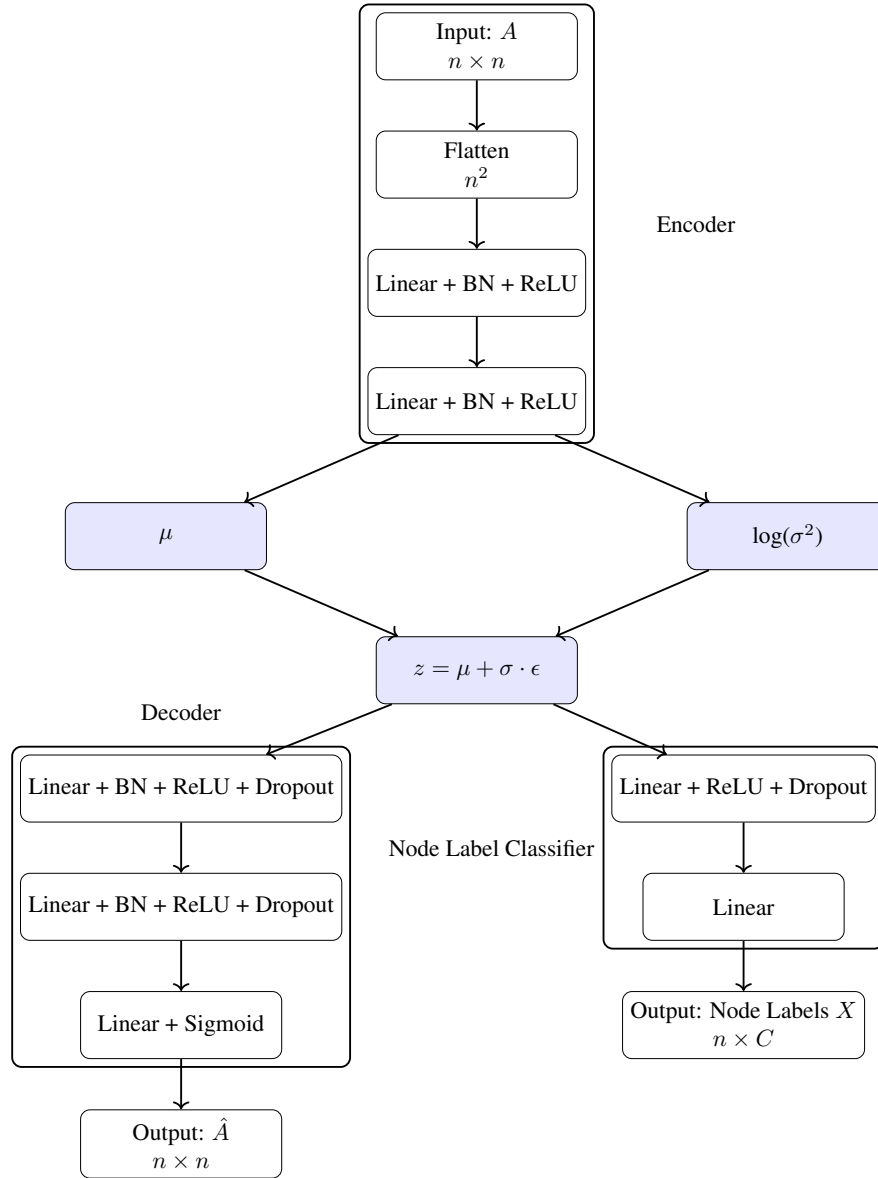 Input: A
n × n
Flatten
n²
Encoder
Linear + BN + ReLU
Linear + BN + ReLU
μ
log(σ²)
z = μ + σ · ϵ
Decoder
Linear + BN + ReLU + Dropout
Linear + BN + ReLU + Dropout
Linear + Sigmoid
Output: Â
n × n
Node Label Classifier
Linear + ReLU + Dropout
Linear
Output: Node Labels X
n × C